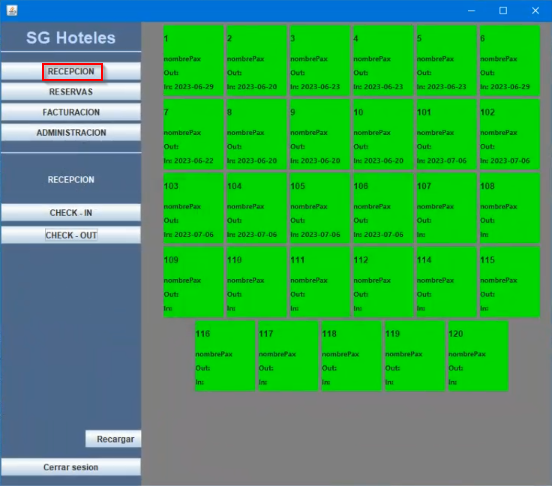 SG Hoteles
RECEPCION
RESERVAS
FACTURACION
ADMINISTRACION
RECEPCION
CHECK - IN
CHECK - OUT
Recargar
Cerrar sesion
1 2 3 4 5 6
nombrePax nombrePax nombrePax nombrePax nombrePax nombrePax
Out: Out: Out: Out: Out: Out:
In: 2023-06-29 In: 2023-06-20 In: 2023-06-23 In: 2023-06-23 In: 2023-06-23 In: 2023-06-29
7 8 9 10 101 102
nombrePax nombrePax nombrePax nombrePax nombrePax nombrePax
Out: Out: Out: Out: Out: Out:
In: 2023-06-22 In: 2023-06-20 In: 2023-06-20 In: 2023-06-20 In: 2023-07-06 In: 2023-07-06
103 104 105 106 107 108
nombrePax nombrePax nombrePax nombrePax nombrePax nombrePax
Out: Out: Out: Out: Out: Out:
In: 2023-07-06 In: 2023-07-06 In: 2023-07-06 In: 2023-07-06 In: In:
109 110 111 112 114 115
nombrePax nombrePax nombrePax nombrePax nombrePax nombrePax
Out: Out: Out: Out: Out: Out:
In: In: In: In: In: In:
116 117 118 119 120
nombrePax nombrePax nombrePax nombrePax nombrePax
Out: Out: Out: Out: Out:
In: In: In: In: In: